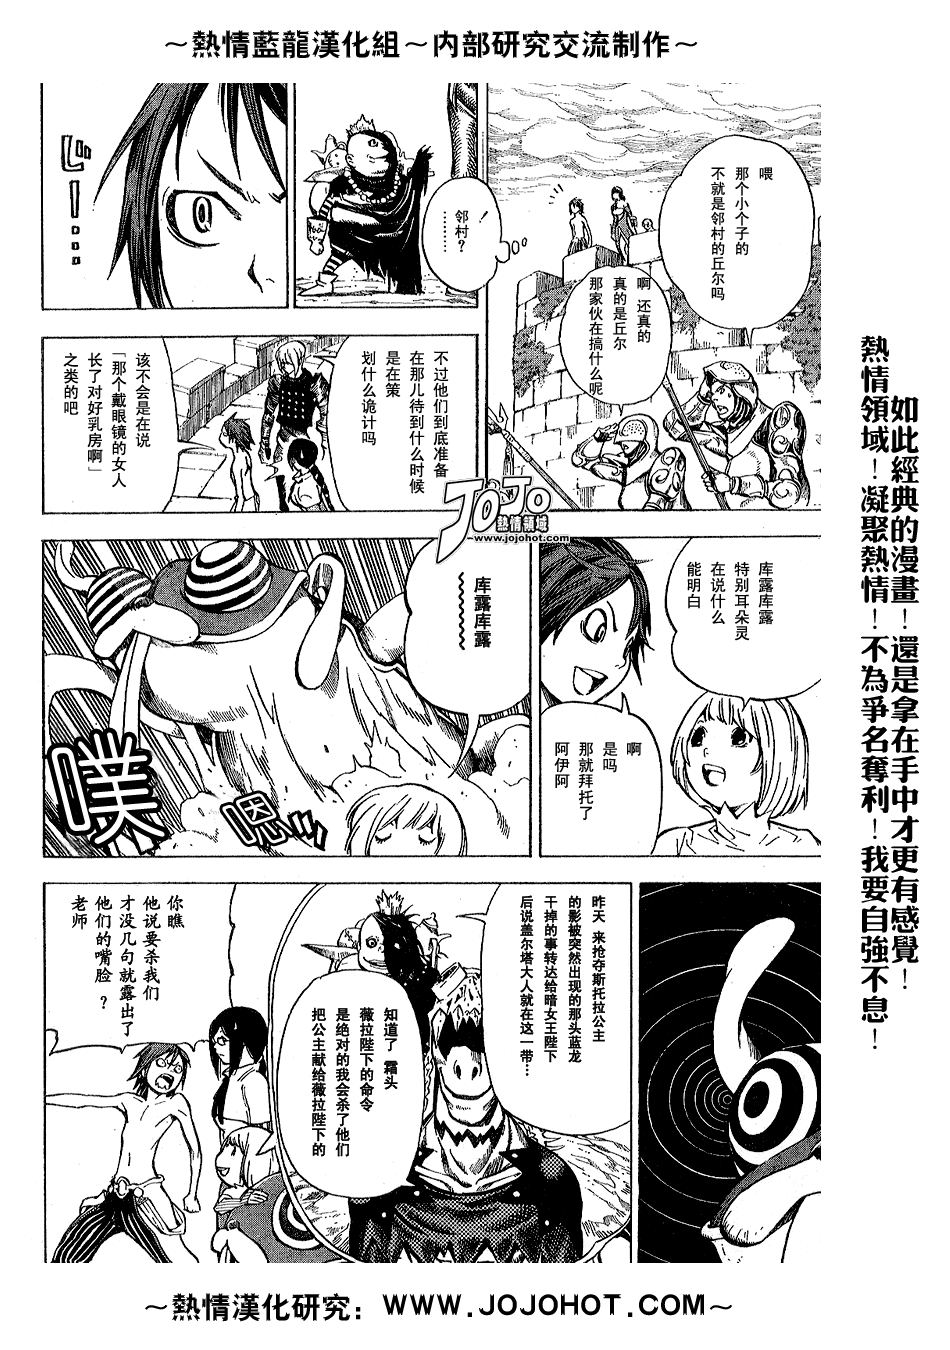 ～熱情藍龍漢化組～内部研究交流制作～
喂
那个小个子的
不就是邻村的丘尔吗
啊 还真的
真的是丘尔
那家伙在搞什么呢
邻村？
ビ"ー…
不过他们到底准备
在那儿待到什么时候
是在策
划什么诡计吗
该不会是在说
「那个戴眼镜的女人
长了对好乳房啊」
之类的吧
JOJO
熱情領域
www.jojohot.com
库露库露
特别耳朵灵
在说什么
能明白
啊
是吗
那就拜托了
阿伊阿
库露库露
噗
嗯
昨天 来抢夺斯托拉公主
的影被突然出现的那头蓝龙
干掉的事转达给暗女王陛下
后说盖尔塔大人就在这一带…
知道了 霜头
薇拉陛下的命令
是绝对的我会杀了他们
把公主献给薇拉陛下的
你瞧
他说要杀我们
才没几句就露出了
他们的嘴脸 ？
老师
如此經典的漫畫！還是拿在手中才更有感覺！
熱情領域！凝聚熱情！不為爭名奪利！我要自強不息！
～熱情漢化研究：WWW.JOJOHOT.COM～